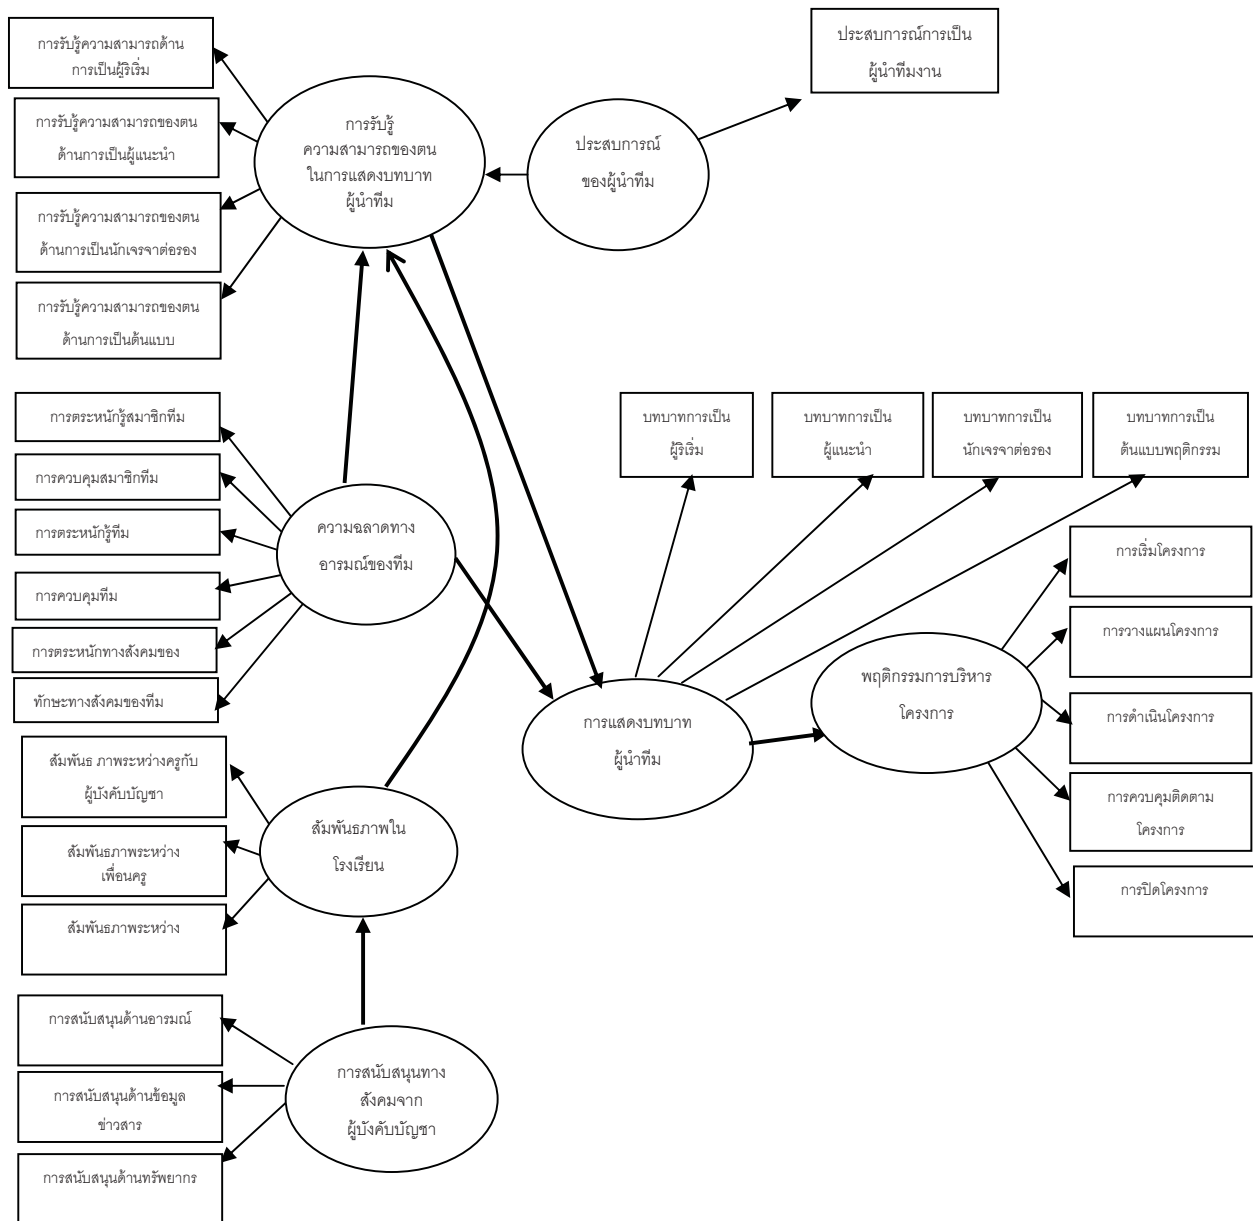 การรับรู้ความสามารถด้าน
การเป็นผู้ริเริ่ม
การรับรู้ความสามารถของตน
ด้านการเป็นผู้แนะนำ
การรับรู้ความสามารถของตน
ด้านการเป็นนักเจรจาต่อรอง
การรับรู้ความสามารถของตน
ด้านการเป็นต้นแบบ
การรับรู้
ความสามารถของตน
ในการแสดงบทบาท
ผู้นำทีม
ประสบการณ์
ของผู้นำทีม
ประสบการณ์การเป็น
ผู้นำทีมงาน
การตระหนักรู้สมาชิกทีม
การควบคุมสมาชิกทีม
การตระหนักรู้ทีม
การควบคุมทีม
การตระหนักทางสังคมของ
ทักษะทางสังคมของทีม
ความฉลาดทาง
อารมณ์ของทีม
บทบาทการเป็น
ผู้ริเริ่ม
บทบาทการเป็น
ผู้แนะนำ
บทบาทการเป็น
นักเจรจาต่อรอง
บทบาทการเป็น
ต้นแบบพฤติกรรม
การแสดงบทบาท
ผู้นำทีม
พฤติกรรมการบริหาร
โครงการ
การเริ่มโครงการ
การวางแผนโครงการ
การดำเนินโครงการ
การควบคุมติดตาม
โครงการ
การปิดโครงการ
สัมพันธ ภาพระหว่างครูกับ
ผู้บังคับบัญชา
สัมพันธภาพระหว่าง
เพื่อนครู
สัมพันธภาพระหว่าง
สัมพันธภาพใน
โรงเรียน
การสนับสนุนด้านอารมณ์
การสนับสนุนด้านข้อมูล
ข่าวสาร
การสนับสนุนด้านทรัพยากร
การสนับสนุนทาง
สังคมจาก
ผู้บังคับบัญชา